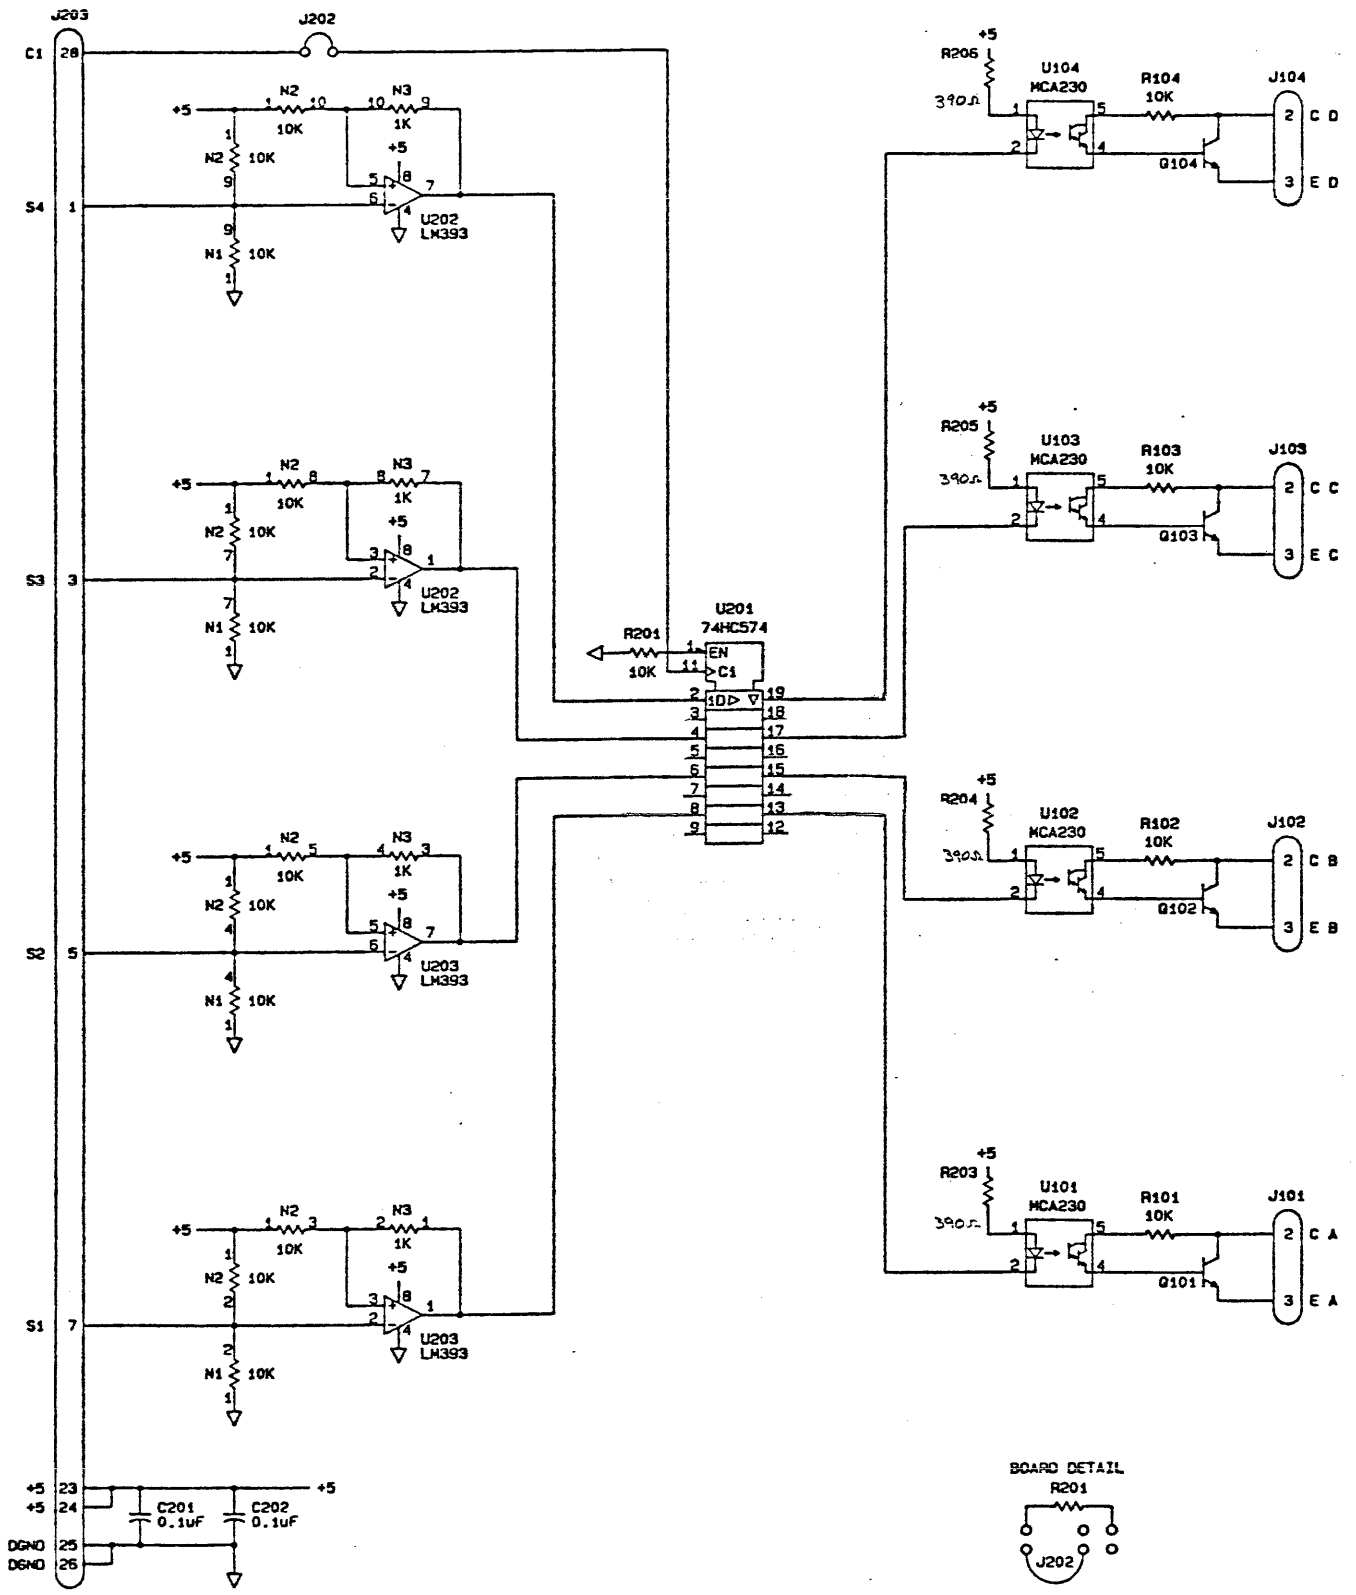 J203
J202
C1 28
+5 1 N2 10 10 N3 9
10K 1K
1 N2 10K 9
+5
8
5 + 7
6 - 4
S4 1
U202
LM393
9 N1 10K 1
+5 1 N2 8 8 N3 7
10K 1K
1 N2 10K 7
+5
8
3 + 1
2 - 4
S3 3
U202
LM393
7 N1 10K 1
+5 1 N2 5 4 N3 3
10K 1K
1 N2 10K 4
+5
8
5 + 7
6 - 4
S2 5
U203
LM393
4 N1 10K 1
+5 1 N2 3 2 N3 1
10K 1K
1 N2 10K 2
+5
8
3 + 1
2 - 4
S1 7
U203
LM393
2 N1 10K 1
+5 23 +5
+5 24
C201
0.1uF
C202
0.1uF
DGND 25
DGND 26
U201
74HC574
R201
10K
1 EN
11 C1
2 1D 19
3 18
4 17
5 16
6 15
7 14
8 13
9 12
+5
R206
390Ω
U104
MCA230
1 5
2 4
R104
10K
Q104
J104
2 C D
3 E D
+5
R205
390Ω
U103
MCA230
1 5
2 4
R103
10K
Q103
J103
2 C C
3 E C
+5
R204
390Ω
U102
MCA230
1 5
2 4
R102
10K
Q102
J102
2 C B
3 E B
+5
R203
390Ω
U101
MCA230
1 5
2 4
R101
10K
Q101
J101
2 C A
3 E A
BOARD DETAIL
R201
J202